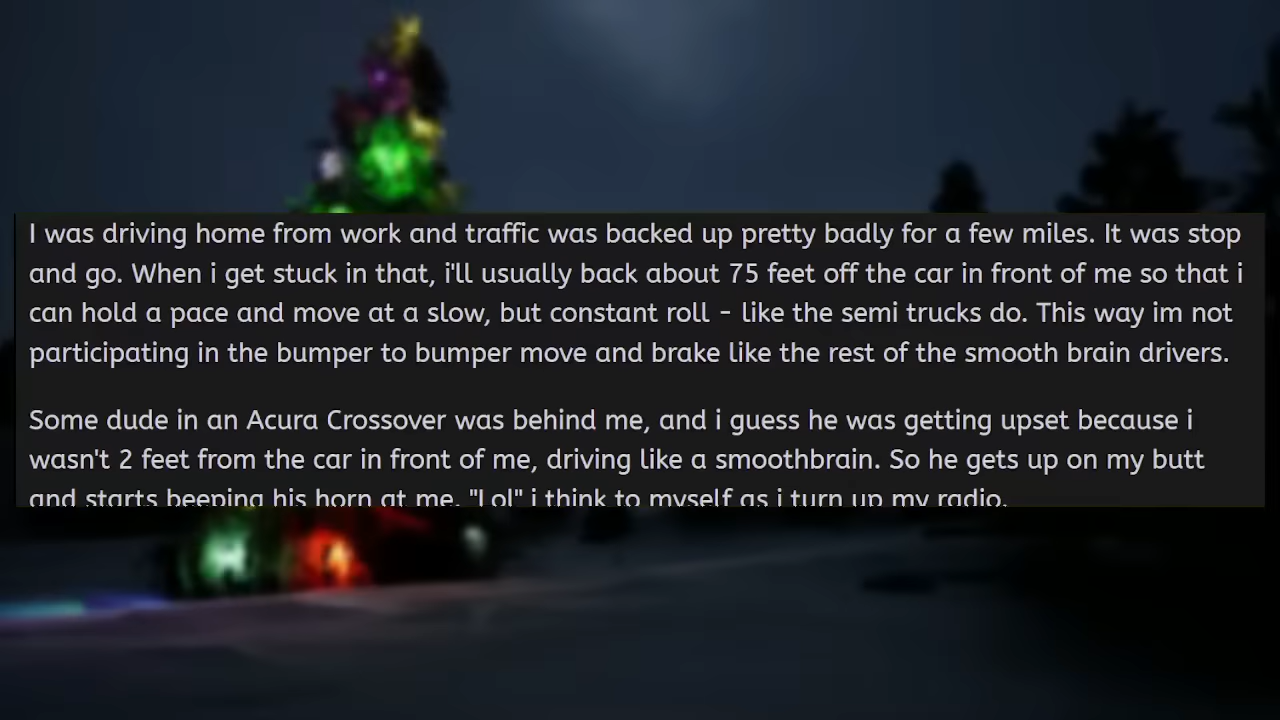 I was driving home from work and traffic was backed up pretty badly for a few miles. It was stop
and go. When i get stuck in that, i'll usually back about 75 feet off the car in front of me so that i
can hold a pace and move at a slow, but constant roll - like the semi trucks do. This way im not
participating in the bumper to bumper move and brake like the rest of the smooth brain drivers.
Some dude in an Acura Crossover was behind me, and i guess he was getting upset because i
wasn't 2 feet from the car in front of me, driving like a smoothbrain. So he gets up on my butt
and starts beeping his horn at me. "Lol" i think to myself as i turn up my radio.